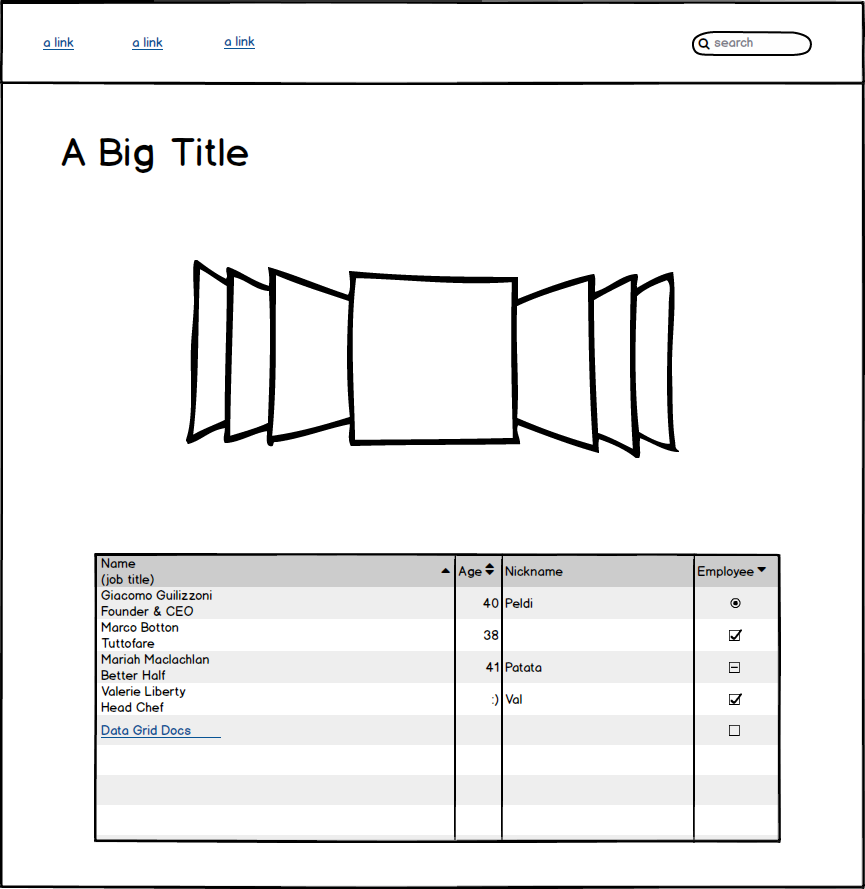 a link a link a link search
A Big Title
Name
(job title)
Age Nickname Employee
Giacomo Guilizzoni
Founder & CEO
40 Peldi
Marco Botton
Tuttofare
38
Mariah Maclachlan
Better Half
41 Patata
Valerie Liberty
Head Chef
:) Val
Data Grid Docs